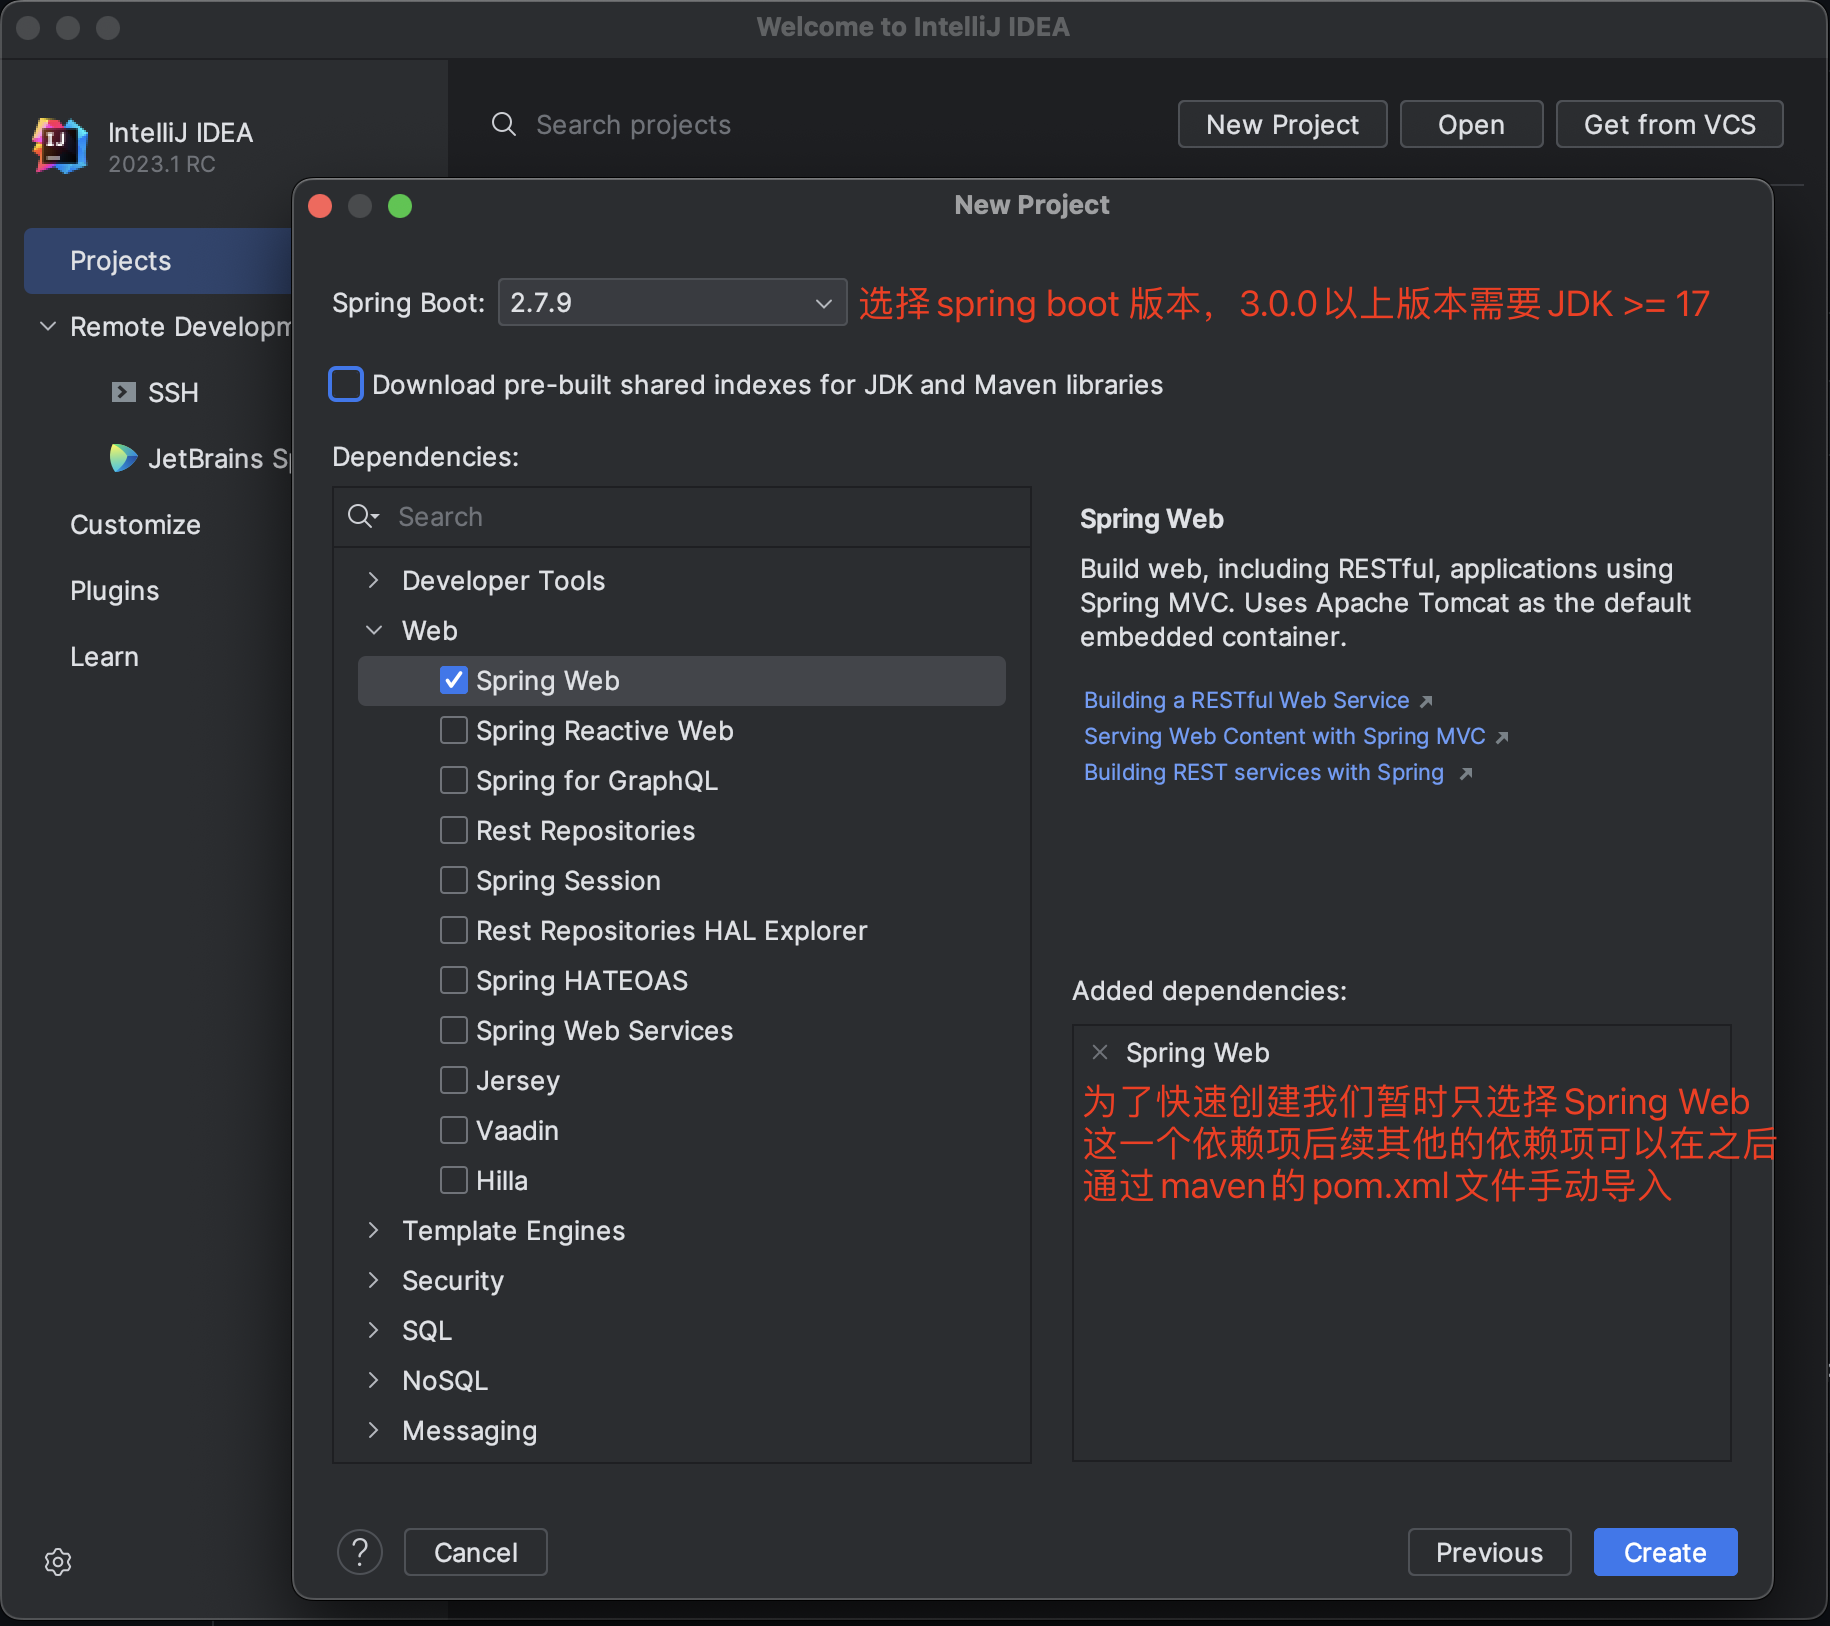 Welcome to IntelliJ IDEA
IJ
IntelliJ IDEA
2023.1 RC
Search projects
New Project
Open
Get from VCS
Projects
Remote Developm
SSH
JetBrains Sp
Customize
Plugins
Learn
New Project
Spring Boot:
2.7.9
选择spring boot 版本，3.0.0以上版本需要JDK >= 17
Download pre-built shared indexes for JDK and Maven libraries
Dependencies:
Search
Developer Tools
Web
Spring Web
Spring Reactive Web
Spring for GraphQL
Rest Repositories
Spring Session
Rest Repositories HAL Explorer
Spring HATEOAS
Spring Web Services
Jersey
Vaadin
Hilla
Template Engines
Security
SQL
NoSQL
Messaging
Spring Web
Build web, including RESTful, applications using
Spring MVC. Uses Apache Tomcat as the default
embedded container.
Building a RESTful Web Service
Serving Web Content with Spring MVC
Building REST services with Spring
Added dependencies:
Spring Web
为了快速创建我们暂时只选择Spring Web
这一个依赖项后续其他的依赖项可以在之后
通过maven的pom.xml文件手动导入
?
Cancel
Previous
Create